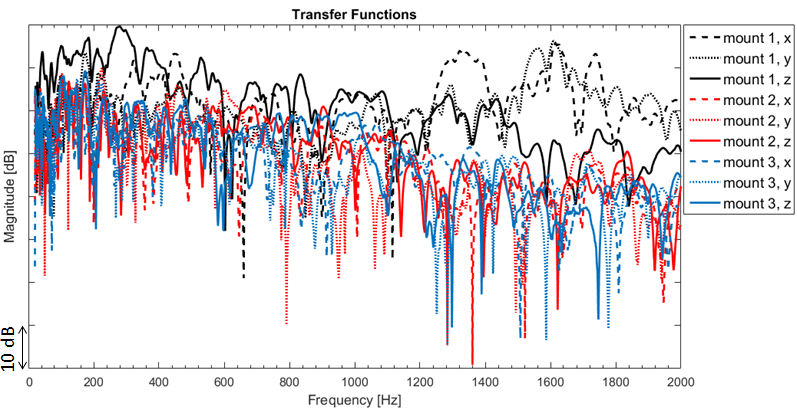 Transfer Functions
mount 1, x
mount 1, y
mount 1, z
mount 2, x
mount 2, y
mount 2, z
mount 3, x
mount 3, y
mount 3, z
Magnitude [dB]
10 dB
0 200 400 600 800 1000 1200 1400 1600 1800 2000
Frequency [Hz]